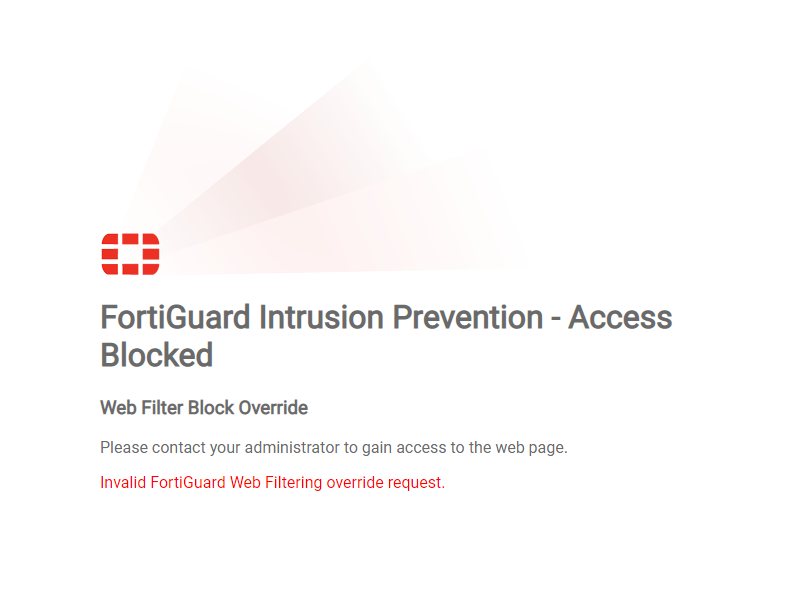 FortiGuard Intrusion Prevention - Access
Blocked
Web Filter Block Override
Please contact your administrator to gain access to the web page.
Invalid FortiGuard Web Filtering override request.